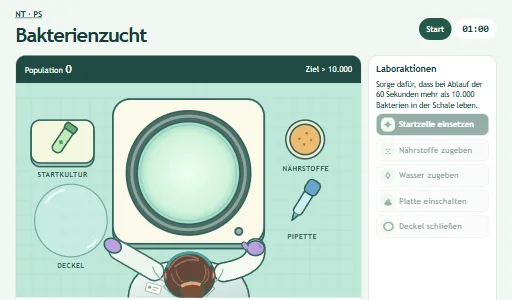 NT · PS
Bakterienzucht
Start
01:00
Population 0
Ziel > 10.000
STARTKULTUR
DECKEL
NÄHRSTOFFE
PIPETTE
Laboraktionen
Sorge dafür, dass bei Ablauf der
60 Sekunden mehr als 10.000
Bakterien in der Schale leben.
Startzelle einsetzen
Nährstoffe zugeben
Wasser zugeben
Platte einschalten
Deckel schließen